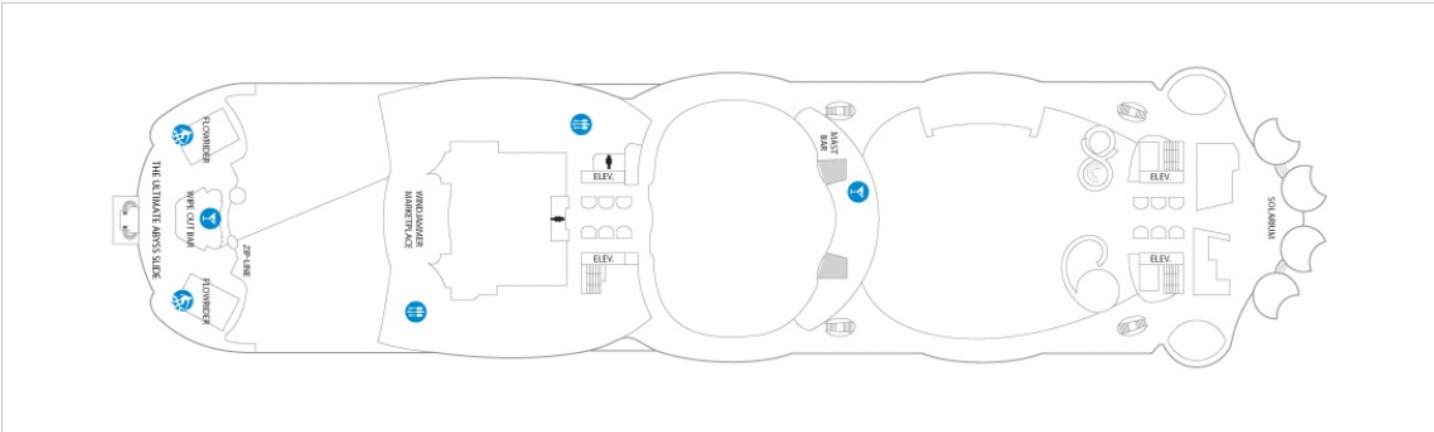 FLOWRIDER
THE ULTIMATE ABYSS SLIDE
WIPE OUT BAR
ZIP-LINE
FLOWRIDER
WINDJAMMER
MARKETPLACE
ELEV.
ELEV.
MAST
BAR
ELEV.
ELEV.
SOLARIUM